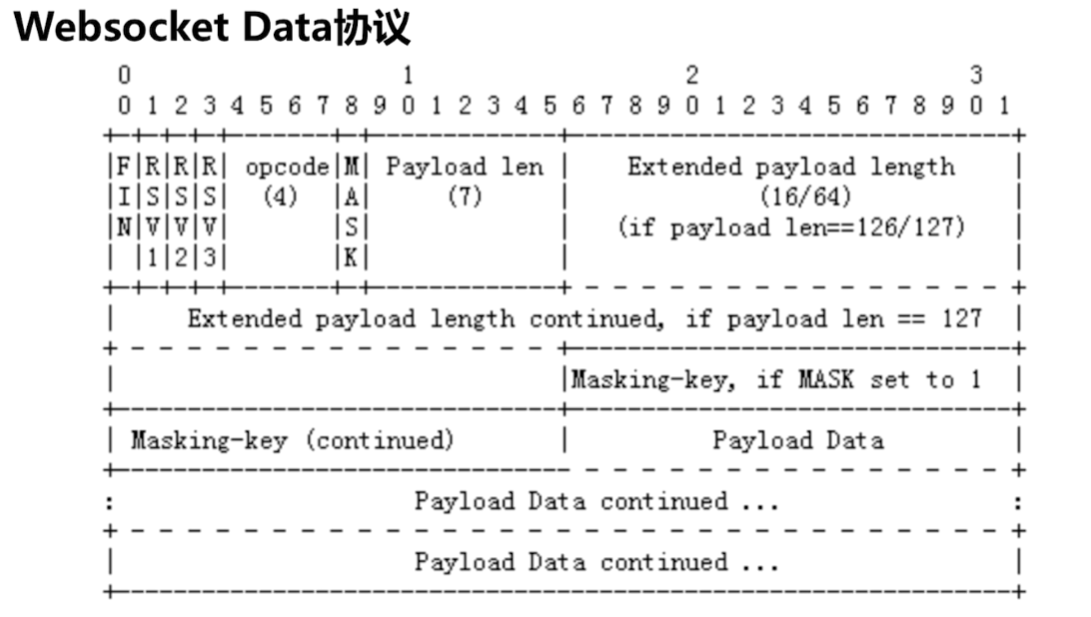 Websocket Data协议
0                   1                   2                   3
0 1 2 3 4 5 6 7 8 9 0 1 2 3 4 5 6 7 8 9 0 1 2 3 4 5 6 7 8 9 0 1
+-+-+-+-+-------+-+-------------+-------------------------------+
|F|R|R|R| opcode|M| Payload len |    Extended payload length    |
|I|S|S|S|  (4)  |A|     (7)     |             (16/64)           |
|N|V|V|V|       |S|             |   (if payload len==126/127)   |
| |1|2|3|       |K|             |                               |
+-+-+-+-+-------+-+-------------+ - - - - - - - - - - - - - - - +
|     Extended payload length continued, if payload len == 127  |
+ - - - - - - - - - - - - - - - +-------------------------------+
|                               |Masking-key, if MASK set to 1  |
+-------------------------------+-------------------------------+
| Masking-key (continued)       |          Payload Data         |
+-------------------------------- - - - - - - - - - - - - - - - +
:                     Payload Data continued ...                :
+ - - - - - - - - - - - - - - - - - - - - - - - - - - - - - - - +
|                     Payload Data continued ...                |
+---------------------------------------------------------------+